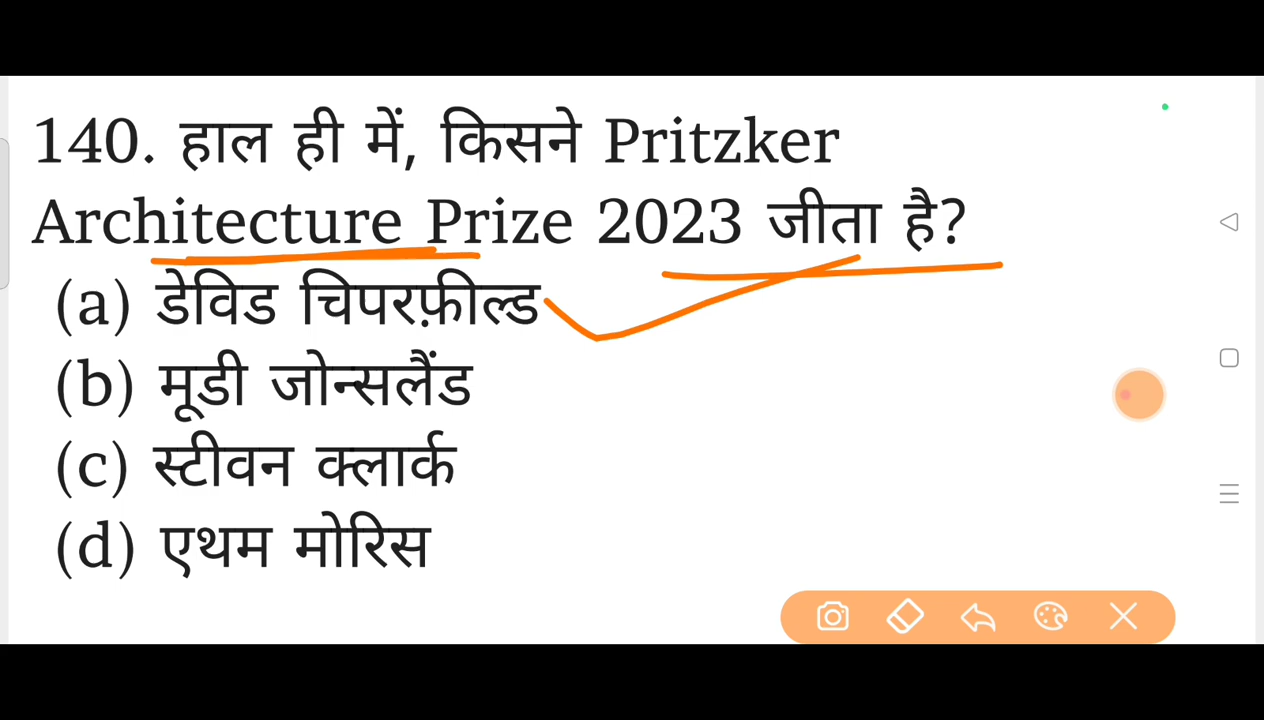 140. हाल ही में, किसने Pritzker
Architecture Prize 2023 जीता है?
(a) डेविड चिपरफ़ील्ड
(b) मूडी जोन्सलैंड
(c) स्टीवन क्लार्क
(d) एथम मोरिस